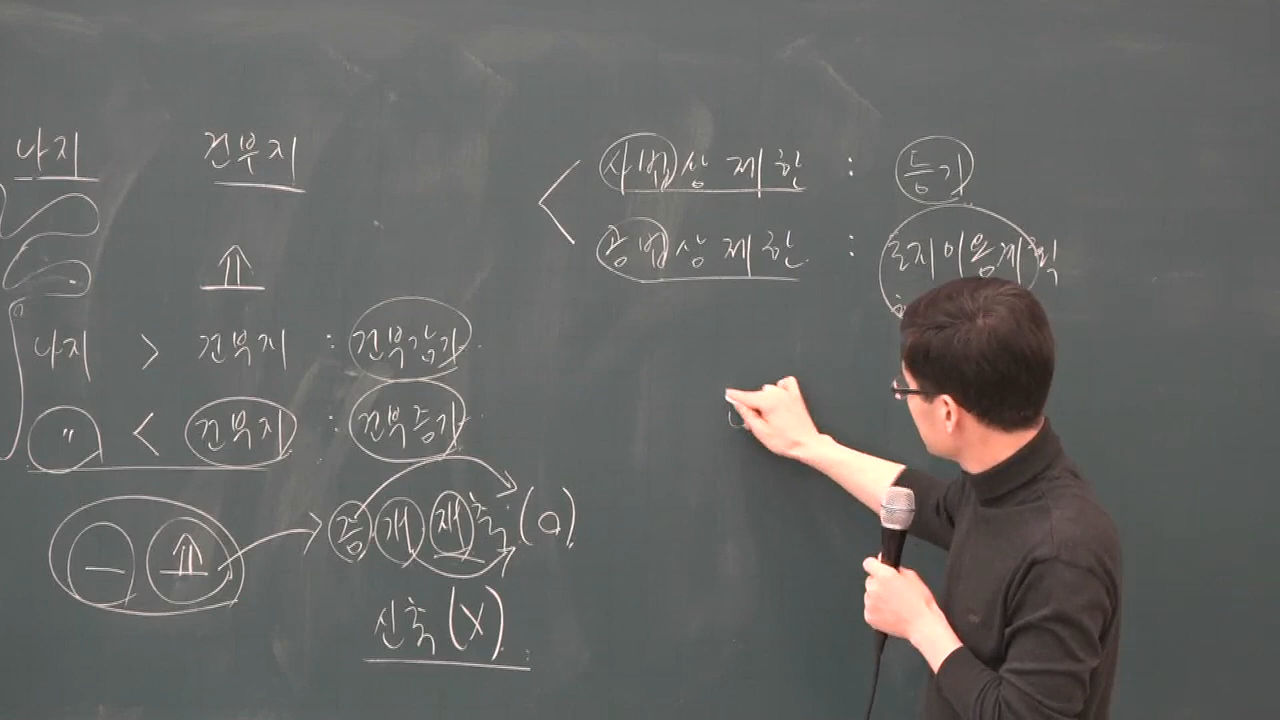 나지 건부지
나지 > 건부지 : 건부감가
〃 < 건부지 : 건부증가
증 개 재축 (O)
신축 (X)
사법상 제한 : 등기
공법상 제한 : 토지이용계획